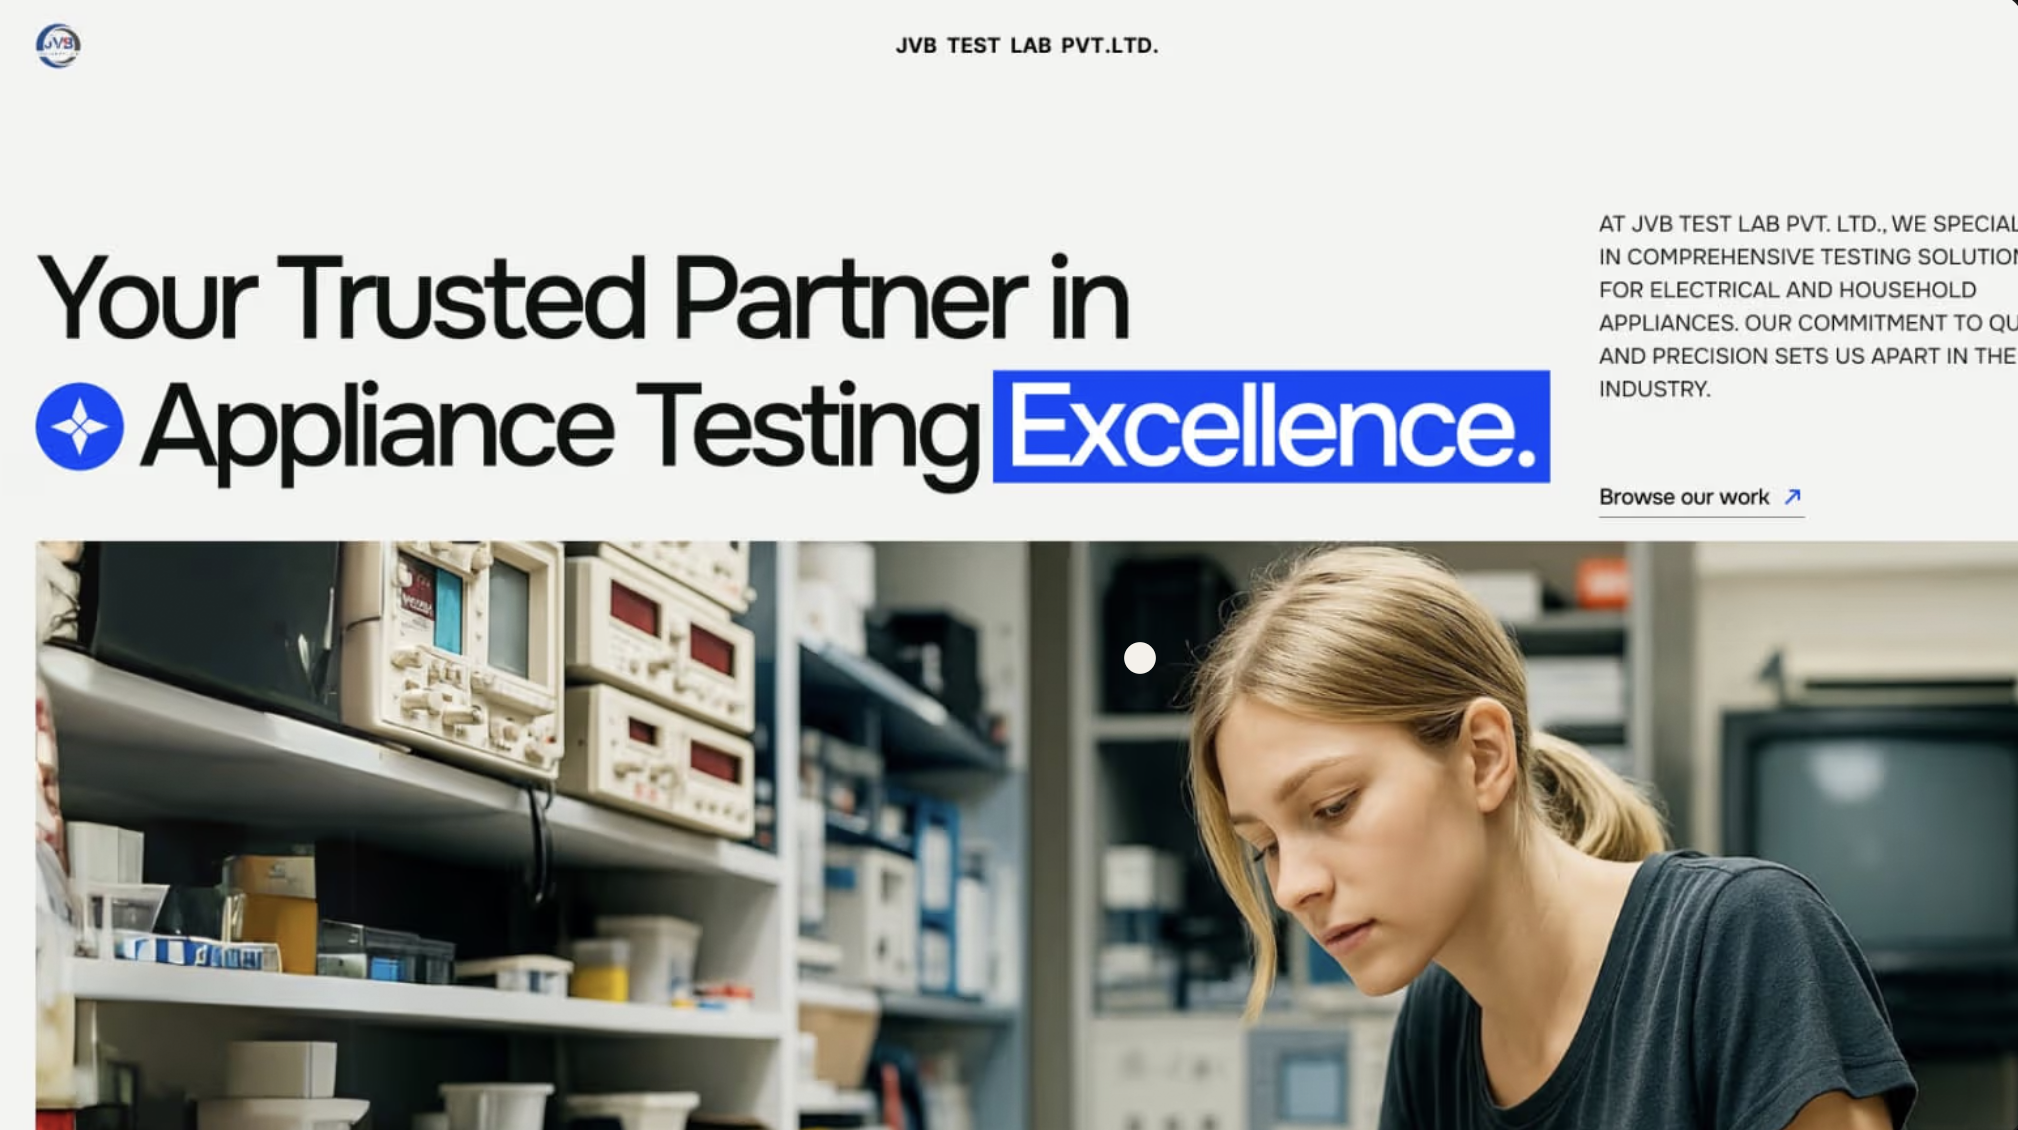 JVB
JVB TEST LAB PVT.LTD.
Your Trusted Partner in
Appliance Testing Excellence.
AT JVB TEST LAB PVT. LTD., WE SPECIAL
IN COMPREHENSIVE TESTING SOLUTION
FOR ELECTRICAL AND HOUSEHOLD
APPLIANCES. OUR COMMITMENT TO QU
AND PRECISION SETS US APART IN THE
INDUSTRY.
Browse our work